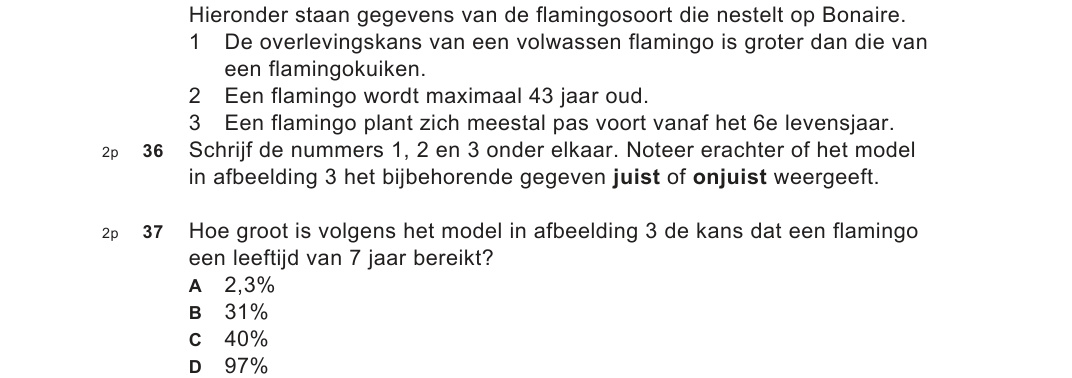 Hieronder staan gegevens van de flamingosoort die nestelt op Bonaire.
1 De overlevingskans van een volwassen flamingo is groter dan die van
een flamingokuiken.
2 Een flamingo wordt maximaal 43 jaar oud.
3 Een flamingo plant zich meestal pas voort vanaf het 6e levensjaar.
2p 36 Schrijf de nummers 1, 2 en 3 onder elkaar. Noteer erachter of het model
in afbeelding 3 het bijbehorende gegeven juist of onjuist weergeeft.
2p 37 Hoe groot is volgens het model in afbeelding 3 de kans dat een flamingo
een leeftijd van 7 jaar bereikt?
A 2,3%
B 31%
C 40%
D 97%